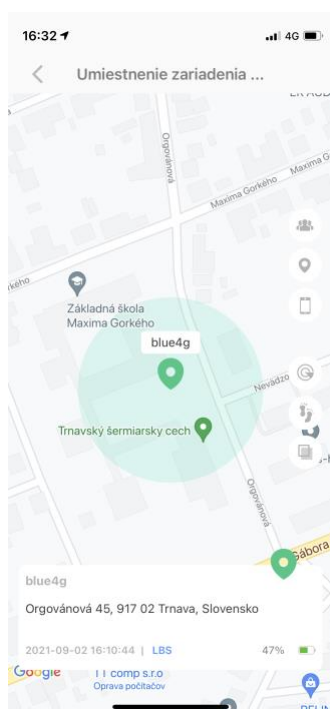 16:32
4G
Umiestnenie zariadenia ...
Orgovánová
Maxima Gorkého
Maxima G
rkého
Základná škola
Maxima Gorkého
blue4g
Nevädzo
Trnavský šermiarsky cech
Orgovánová
Gábora
blue4g
Orgovánová 45, 917 02 Trnava, Slovensko
2021-09-02 16:10:44 | LBS
47%
Google
comp s.r.o
Oprava počítačov